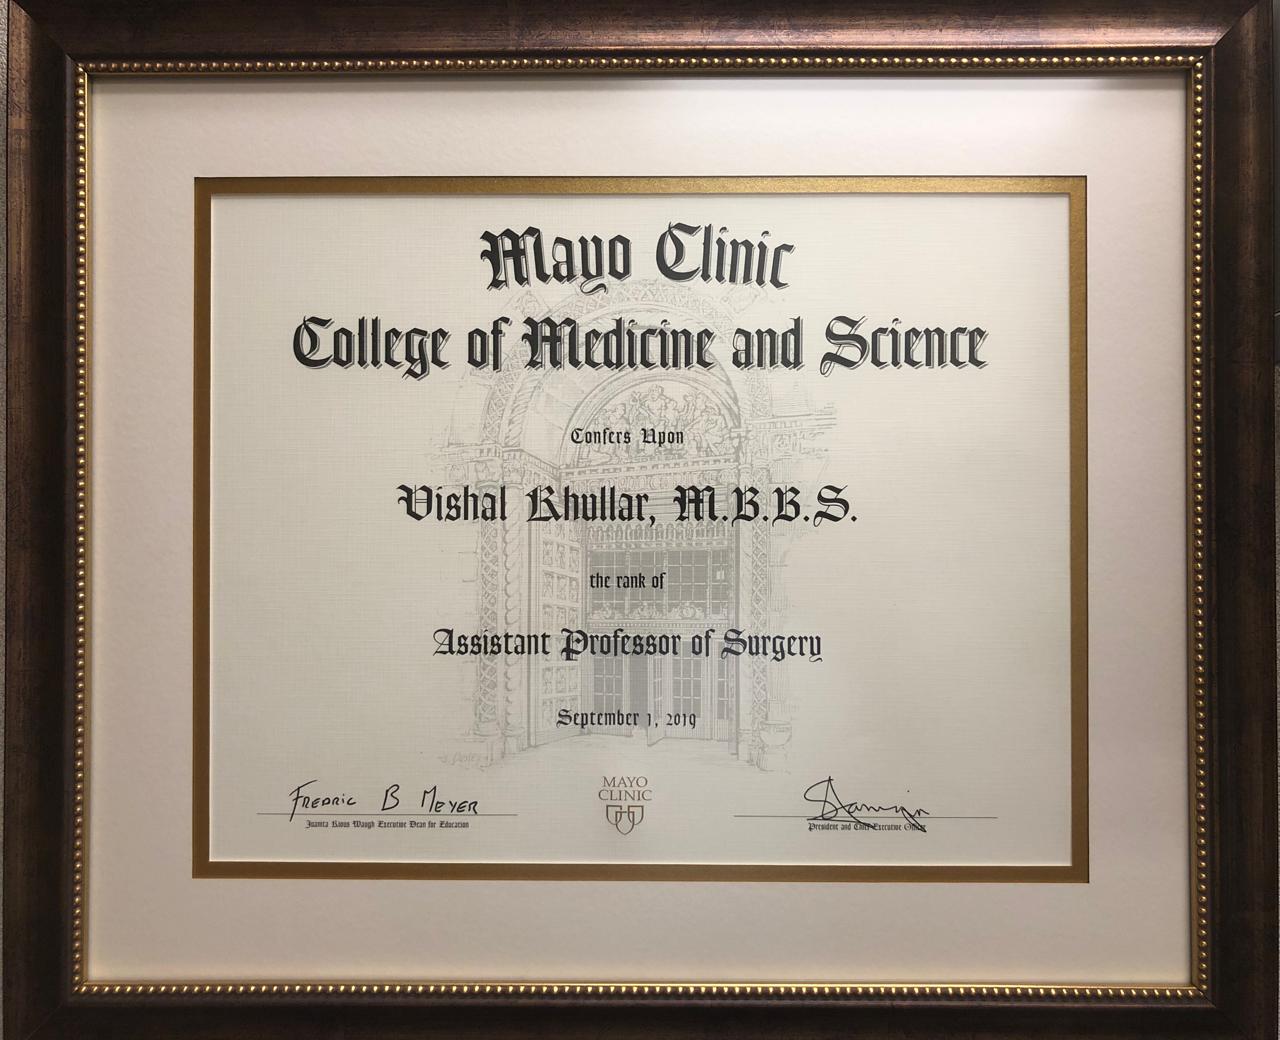 Mayo Clinic
College of Medicine and Science
Confers Upon
Vishal Khullar, M.B.B.S.
the rank of
Assistant Professor of Surgery
September 1, 2019
FREDRIC B MEYER
Juanita Kious Waugh Executive Dean for Education
MAYO
CLINIC
President and Chief Executive Officer